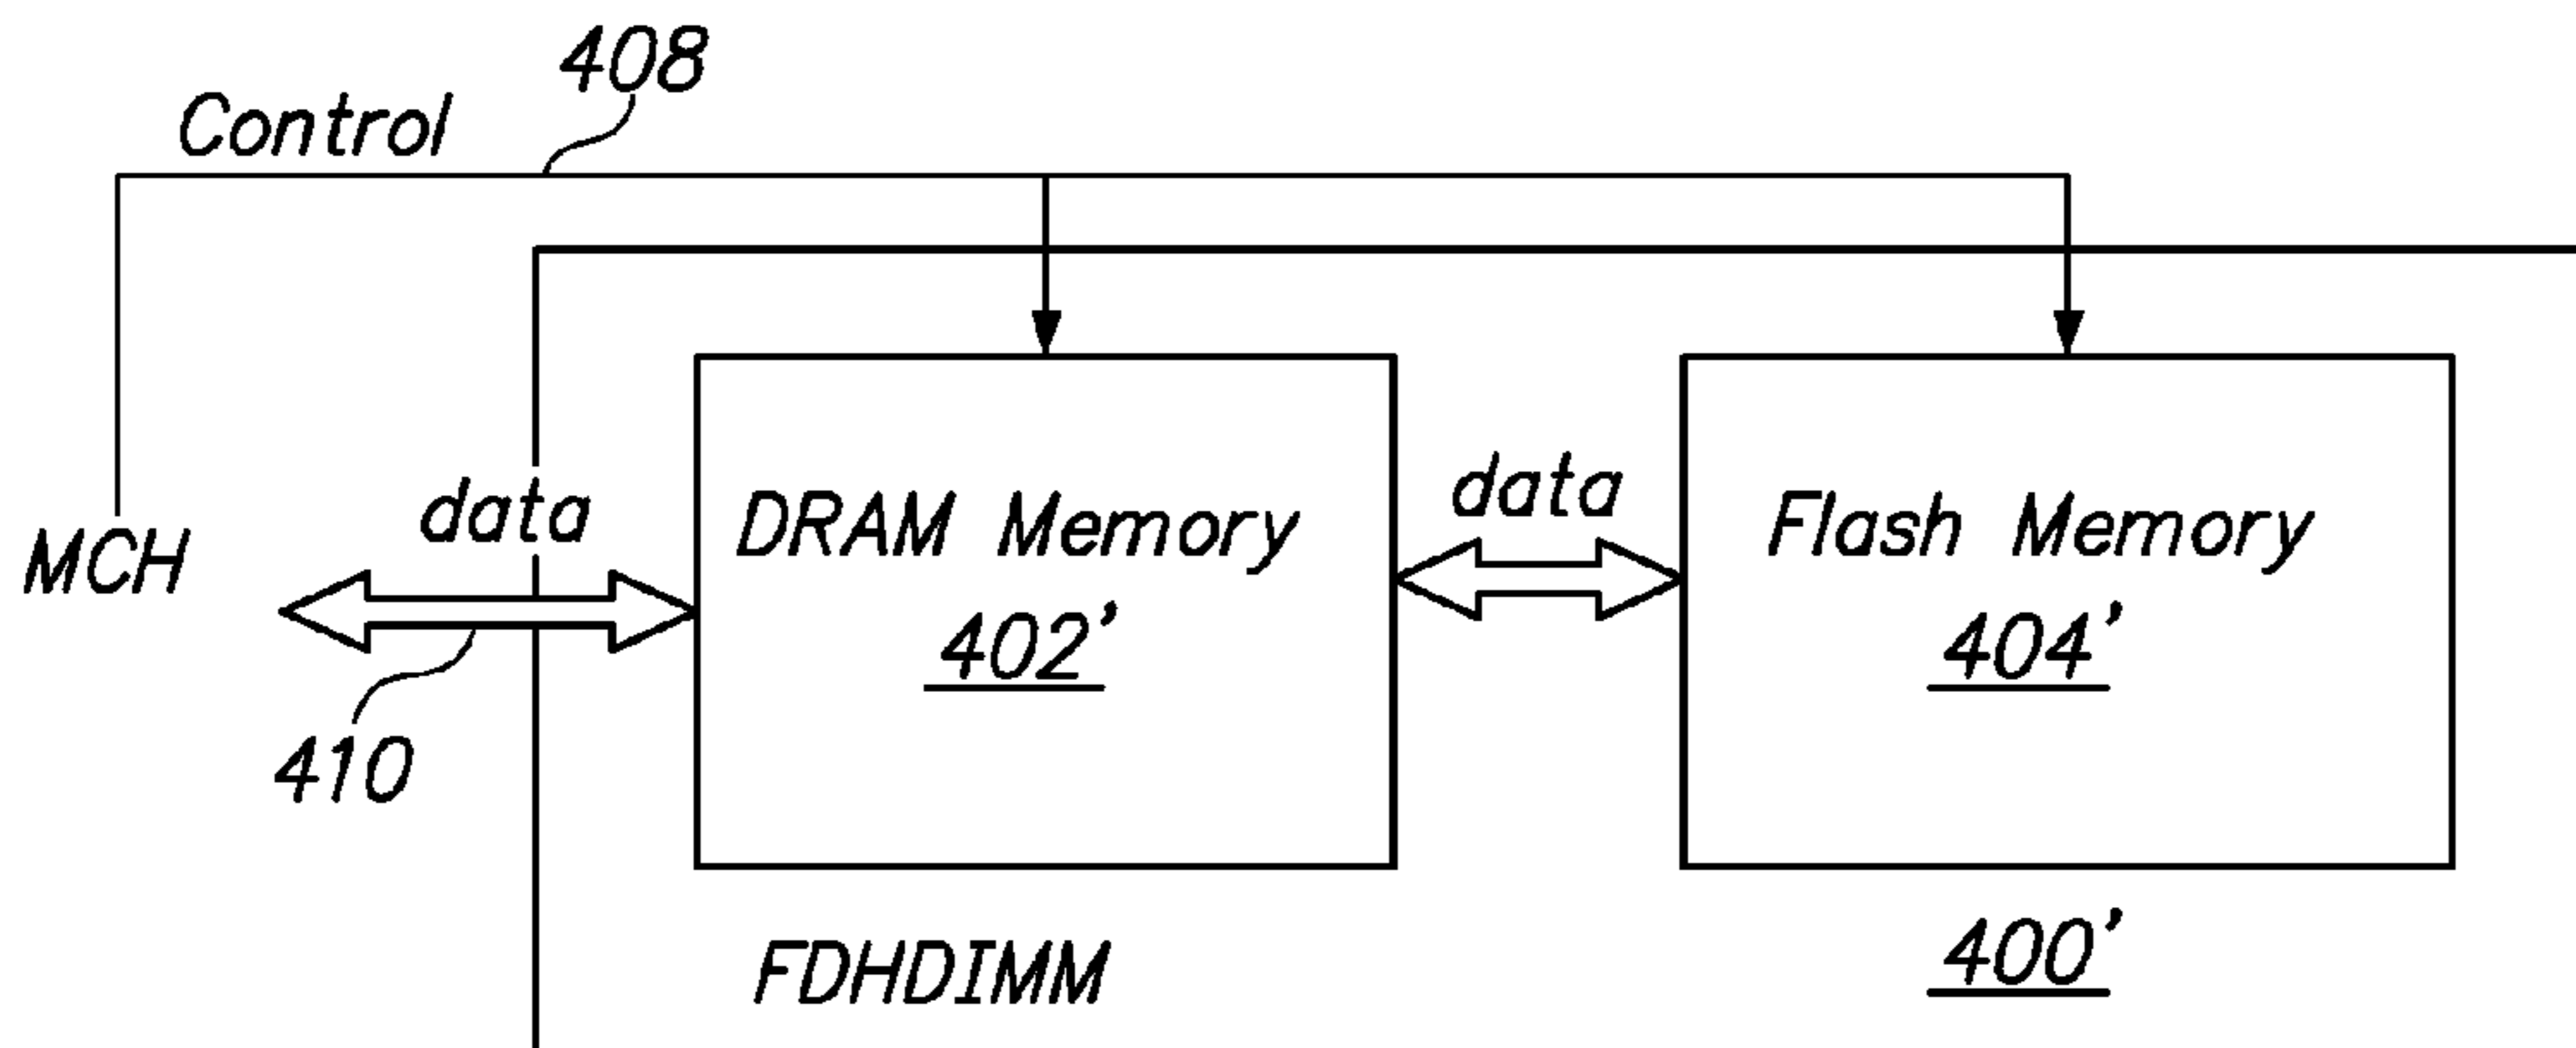 408
Control
data
data
MCH
DRAM Memory
402'
Flash Memory
404'
410
FDHDIMM
400'